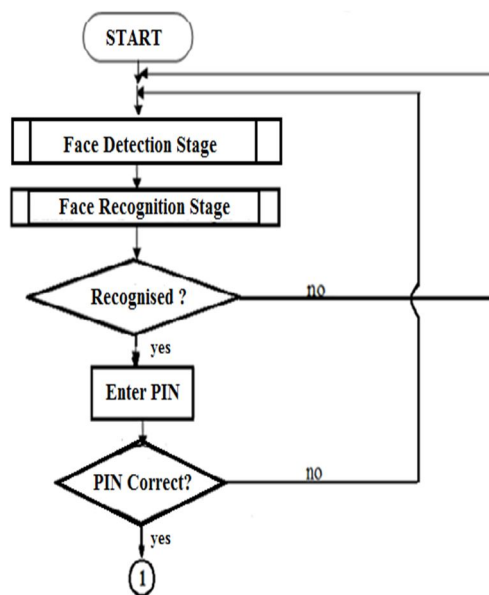 START
Face Detection Stage
Face Recognition Stage
Recognised ?
no
yes
Enter PIN
PIN Correct?
no
yes
1